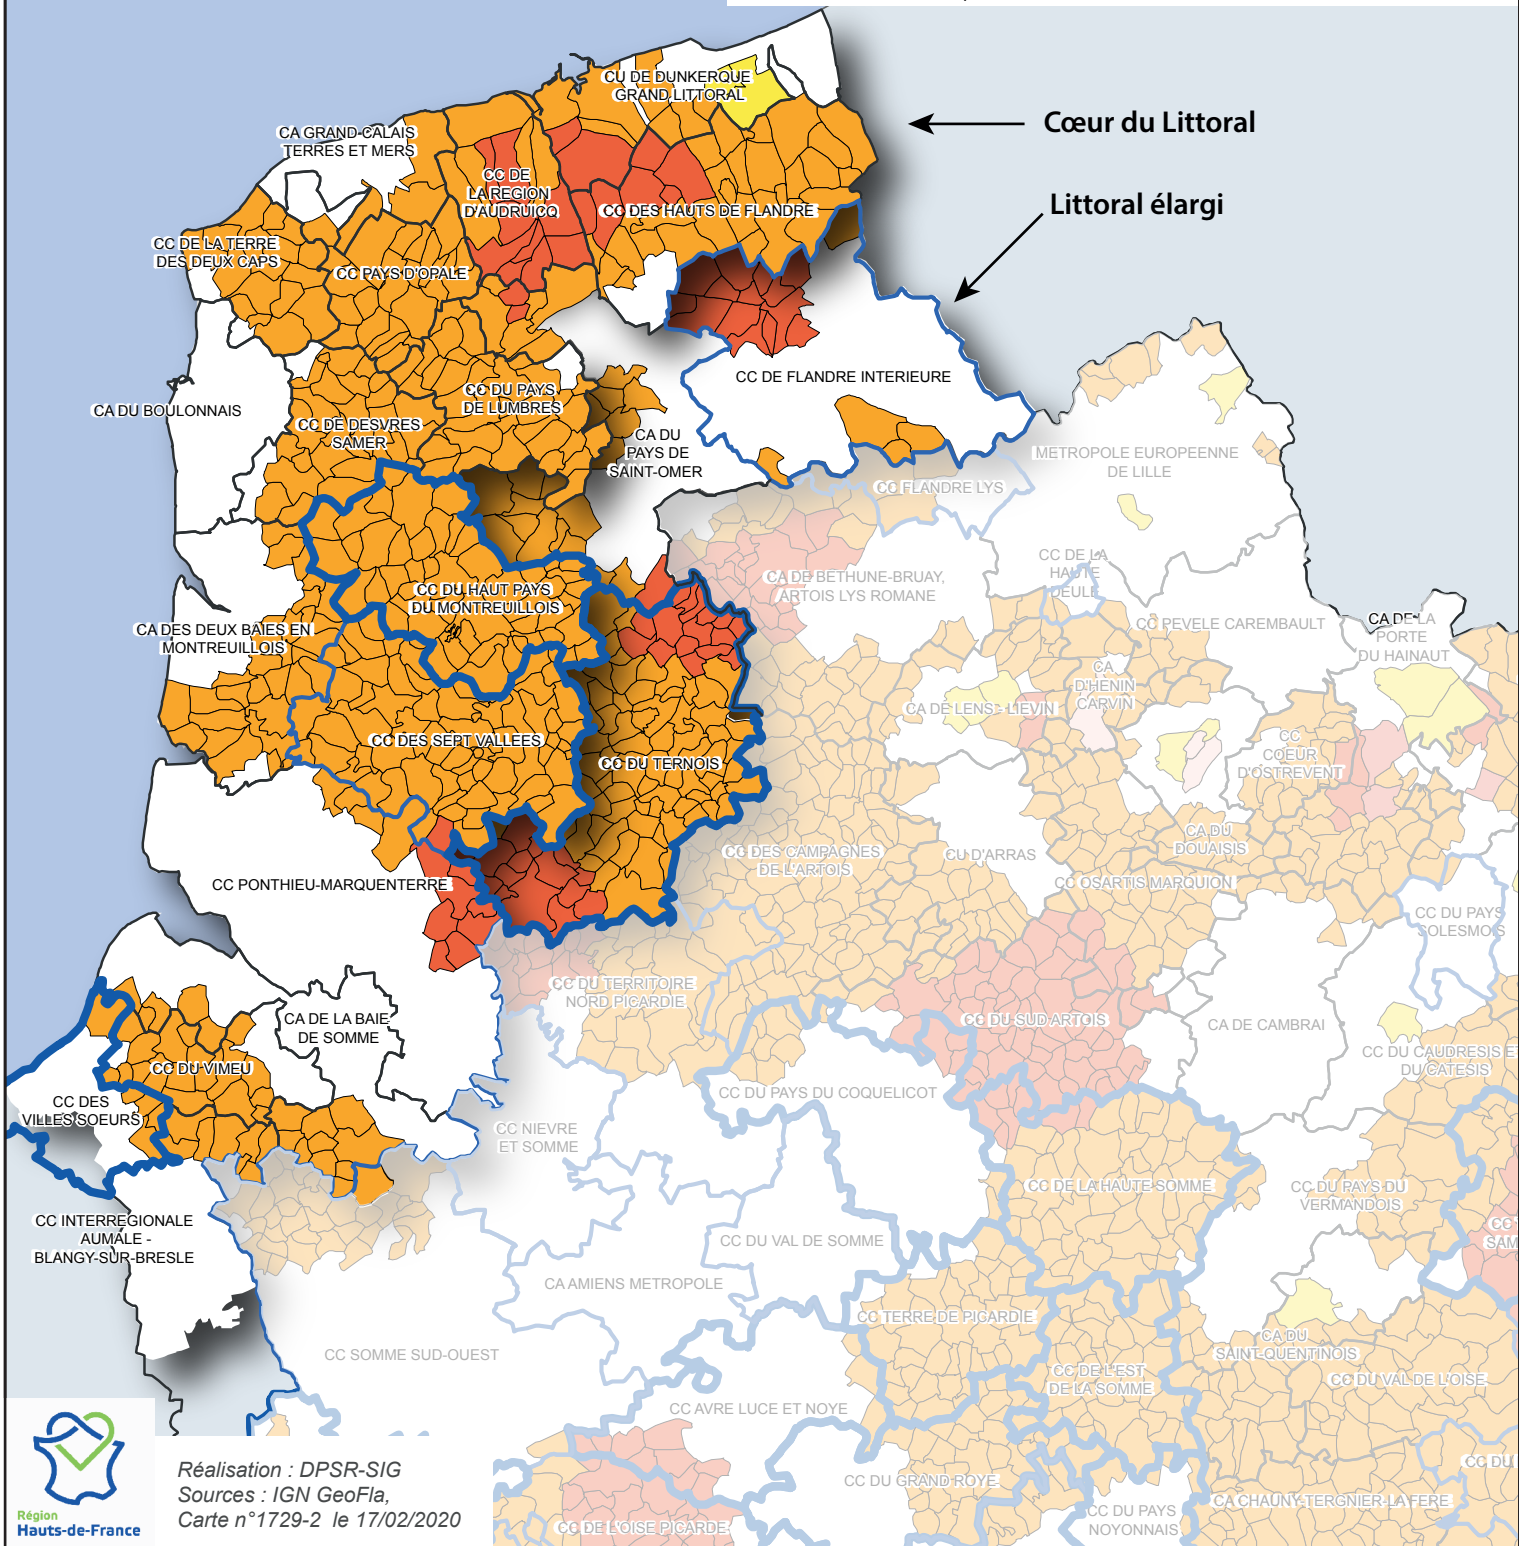 CU DE DUNKERQUE
GRAND LITTORAL
Cœur du Littoral
CA GRAND CALAIS
TERRES ET MERS
CC DE
LA REGION
D'AUDRUICQ
CC DES HAUTS DE FLANDRE
Littoral élargi
CC DE LA TERRE
DES DEUX CAPS
CC PAYS D'OPALE
CC DE FLANDRE INTERIEURE
CA DU BOULONNAIS
CC DU PAYS
DE LUMBRES
CC DE DESVRES
SAMER
CA DU
PAYS DE
SAINT-OMER
METROPOLE EUROPEENNE
DE LILLE
CC FLANDRE LYS
CC DE LA
HAUTE
DEULE
CA DE BETHUNE-BRUAY,
ARTOIS LYS ROMANE
CC DU HAUT PAYS
DU MONTREUILLOIS
CA DES DEUX BAIES EN
MONTREUILLOIS
CC PEVELE CAREMBAULT
CA DE LA
PORTE
DU HAINAUT
CA
D'HENIN
CARVIN
CA DE LENS - LIEVIN
CC DES SEPT VALLEES
CC DU TERNOIS
CC
COEUR
D'OSTREVENT
CA DU
DOUAISIS
CC DES CAMPAGNES
DE L'ARTOIS
CU D'ARRAS
CC OSARTIS MARQUION
CC PONTHIEU-MARQUENTERRE
CC DU PAYS
SOLESMOIS
CC DU TERRITOIRE
NORD PICARDIE
CA DE LA BAIE
DE SOMME
CC DU SUD ARTOIS
CA DE CAMBRAI
CC DU CAUDRESIS ET
DU CATESIS
CC DU VIMEU
CC DES
VILLES SOEURS
CC DU PAYS DU COQUELICOT
CC NIEVRE
ET SOMME
CC DE LA HAUTE SOMME
CC DU PAYS DU
VERMANDOIS
CC
SAM
CC INTERREGIONALE
AUMALE -
BLANGY-SUR-BRESLE
CC DU VAL DE SOMME
CA AMIENS METROPOLE
CC TERRE DE PICARDIE
CA DU
SAINT-QUENTINOIS
CC SOMME SUD-OUEST
CC DE L'EST
DE LA SOMME
CC DU VAL DE L'OISE
CC AVRE LUCE ET NOYE
CC DU GRAND ROYE
CC DU
CA CHAUNY-TERGNIER-LA FERE
CC DU PAYS
NOYONNAIS
CC DE L'OISE PICARDE
Réalisation : DPSR-SIG
Sources : IGN GeoFla,
Carte n°1729-2 le 17/02/2020
Région
Hauts-de-France